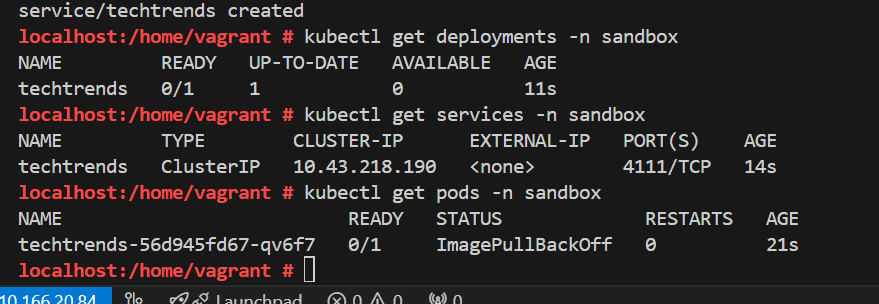 service/techtrends created
localhost:/home/vagrant # kubectl get deployments -n sandbox
NAME READY UP-TO-DATE AVAILABLE AGE
techtrends 0/1 1 0 11s
localhost:/home/vagrant # kubectl get services -n sandbox
NAME TYPE CLUSTER-IP EXTERNAL-IP PORT(S) AGE
techtrends ClusterIP 10.43.218.190 <none> 4111/TCP 14s
localhost:/home/vagrant # kubectl get pods -n sandbox
NAME READY STATUS RESTARTS AGE
techtrends-56d945fd67-qv6f7 0/1 ImagePullBackOff 0 21s
localhost:/home/vagrant #
10.166.20.84 Launchpad 0 0 0